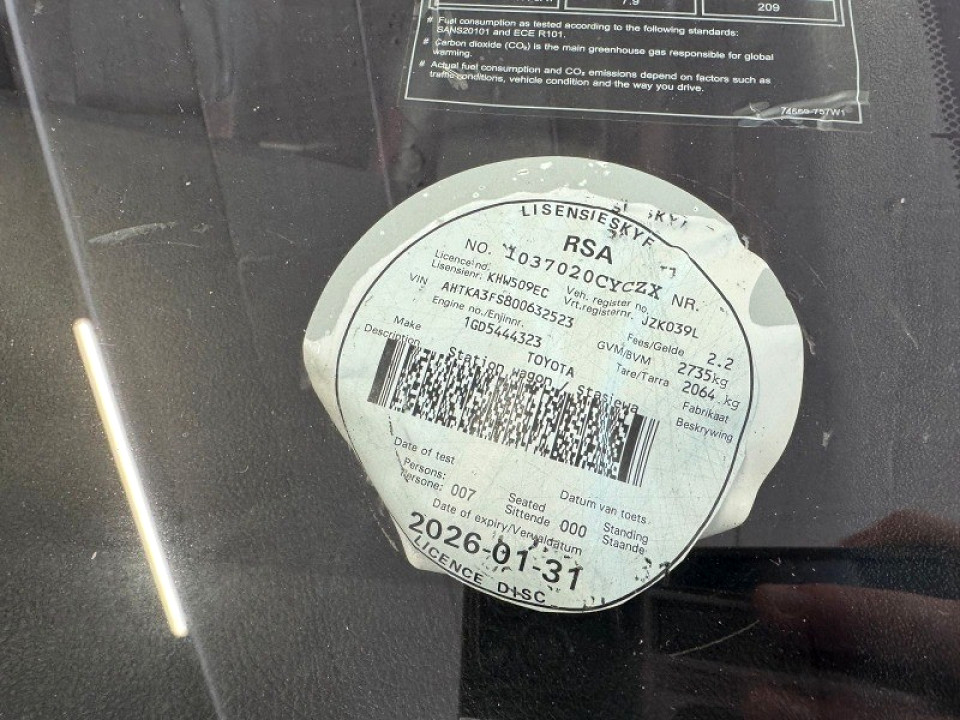 7.9
209
# Fuel consumption as tested according to the following standards:
SANS20101 and ECE R101.
# Carbon dioxide (CO₂) is the main greenhouse gas responsible for global
warming.
# Actual fuel consumption and CO₂ emissions depend on factors such as
traffic conditions, vehicle condition and the way you drive.
74669-757W1
LISENSIESKYF
RSA
NO. 1037020CYCZX NR.
Licence no. Veh. register no.
Lisensienr. KHW509EC Vrt.registernr. JZK039L
VIN AHTKA3FS800632523 Fees/Gelde 2.2
Engine no./Enjinnr. GVM/BVM 2735kg
1GD5444323 Tare/Tarra 2064 kg
Make TOYOTA Fabrikaat
Description Station wagon / Stasiewa Beskrywing
Date of test Datum van toets
Persons: Seated Standing
Persone: 007 Sittende 000 Staande
Date of expiry/Vervaldatum
2026-01-31
LICENCE DISC